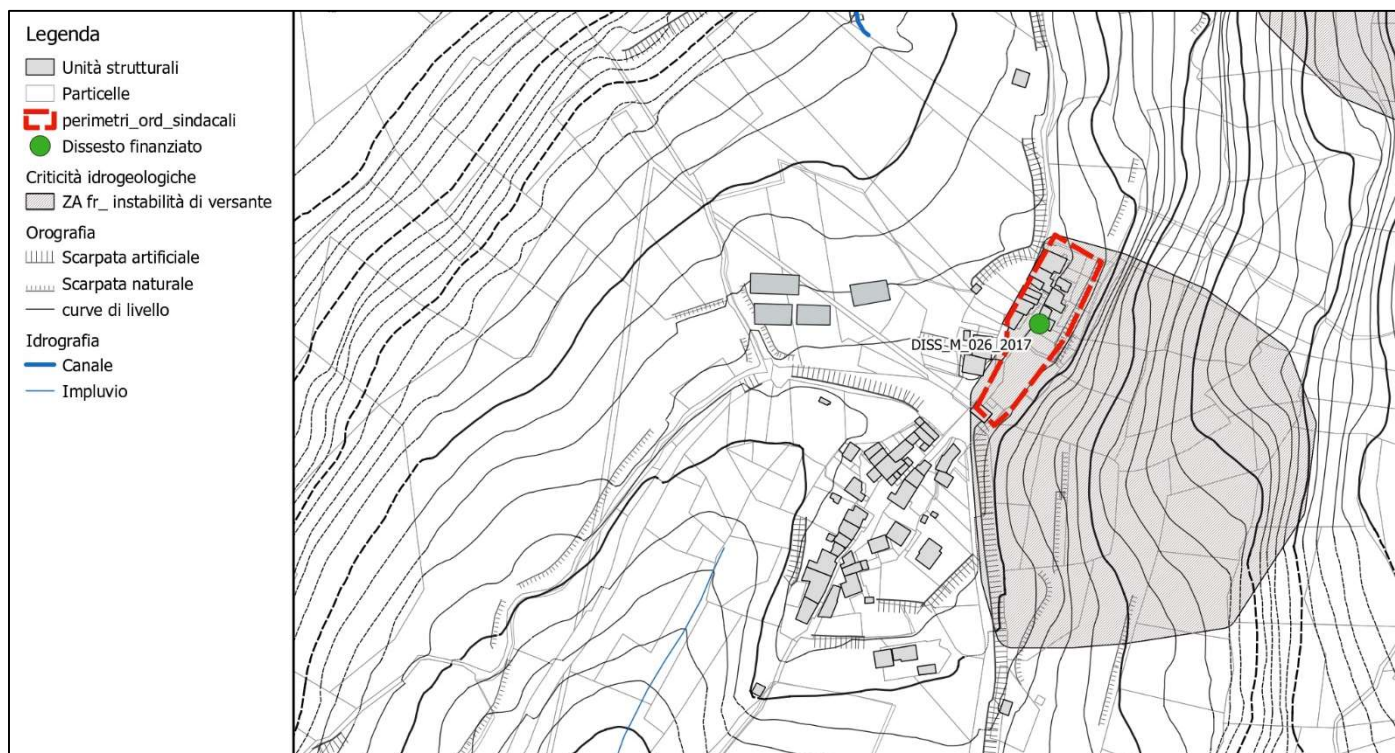 Legenda
Unità strutturali
Particelle
perimetri_ord_sindacali
Dissesto finanziato
Criticità idrogeologiche
ZA fr_ instabilità di versante
Orografia
Scarpata artificiale
Scarpata naturale
curve di livello
Idrografia
Canale
Impluvio
DISS_M_026_2017